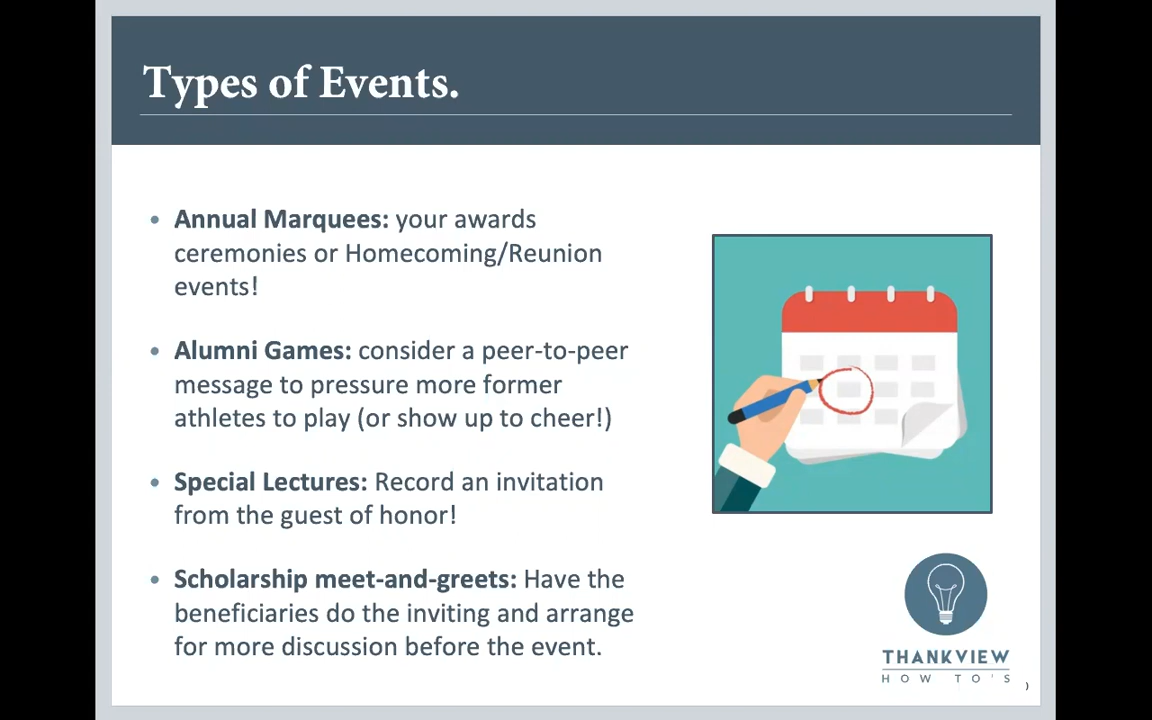 Types of Events.
• Annual Marquees: your awards
ceremonies or Homecoming/Reunion
events!
• Alumni Games: consider a peer-to-peer
message to pressure more former
athletes to play (or show up to cheer!)
• Special Lectures: Record an invitation
from the guest of honor!
• Scholarship meet-and-greets: Have the
beneficiaries do the inviting and arrange
for more discussion before the event.
THANKVIEW
HOW TO'S